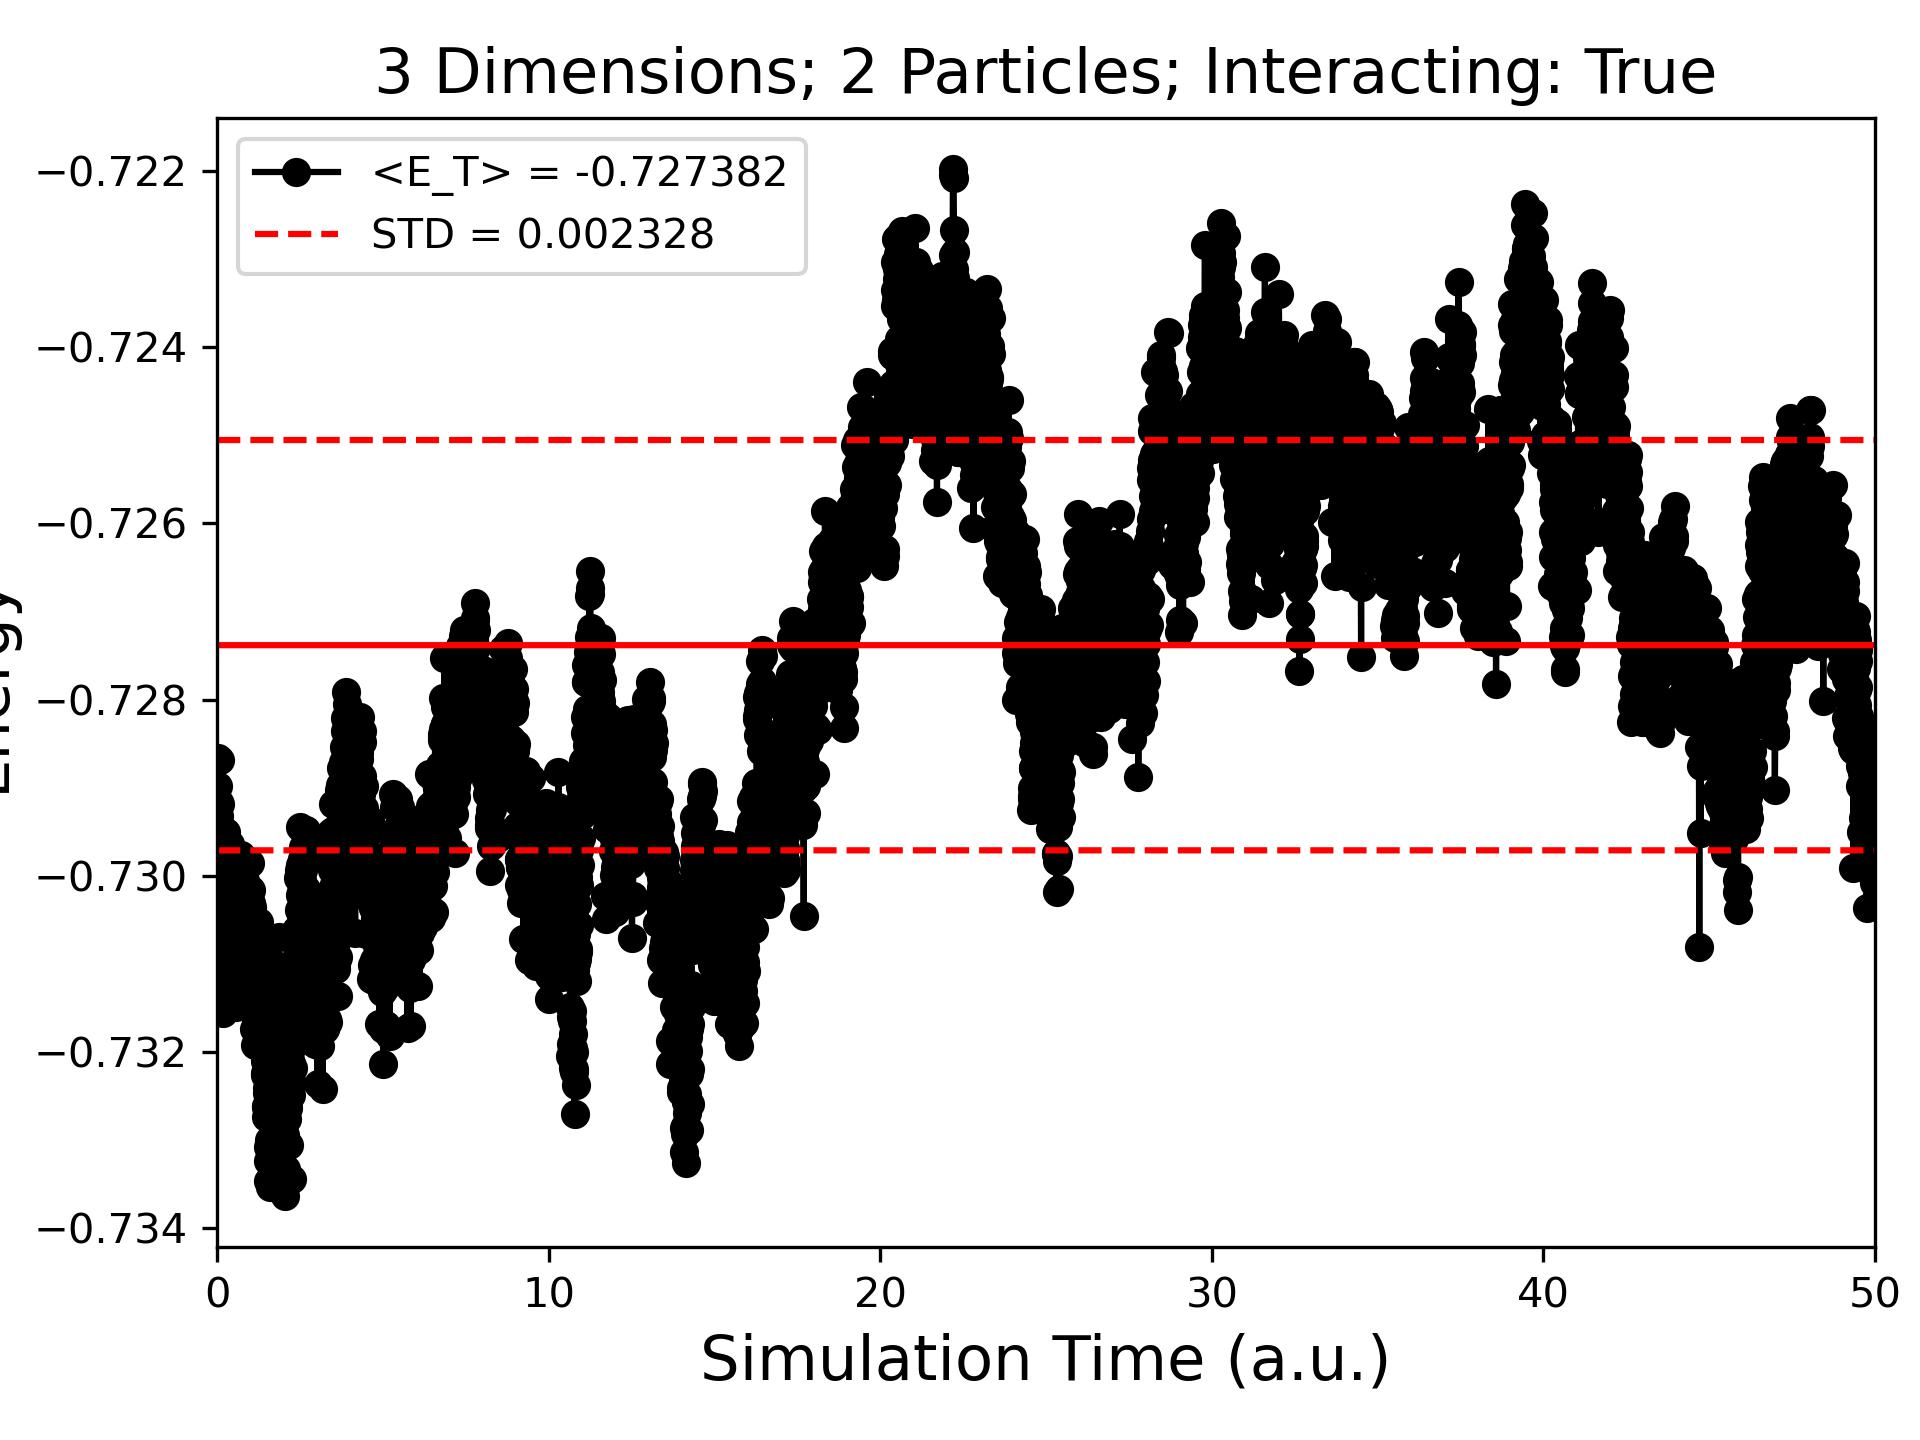 3 Dimensions; 2 Particles; Interacting: True
<E_T> = -0.727382
STD = 0.002328
Energy
−0.722
−0.724
−0.726
−0.728
−0.730
−0.732
−0.734
0 10 20 30 40 50
Simulation Time (a.u.)